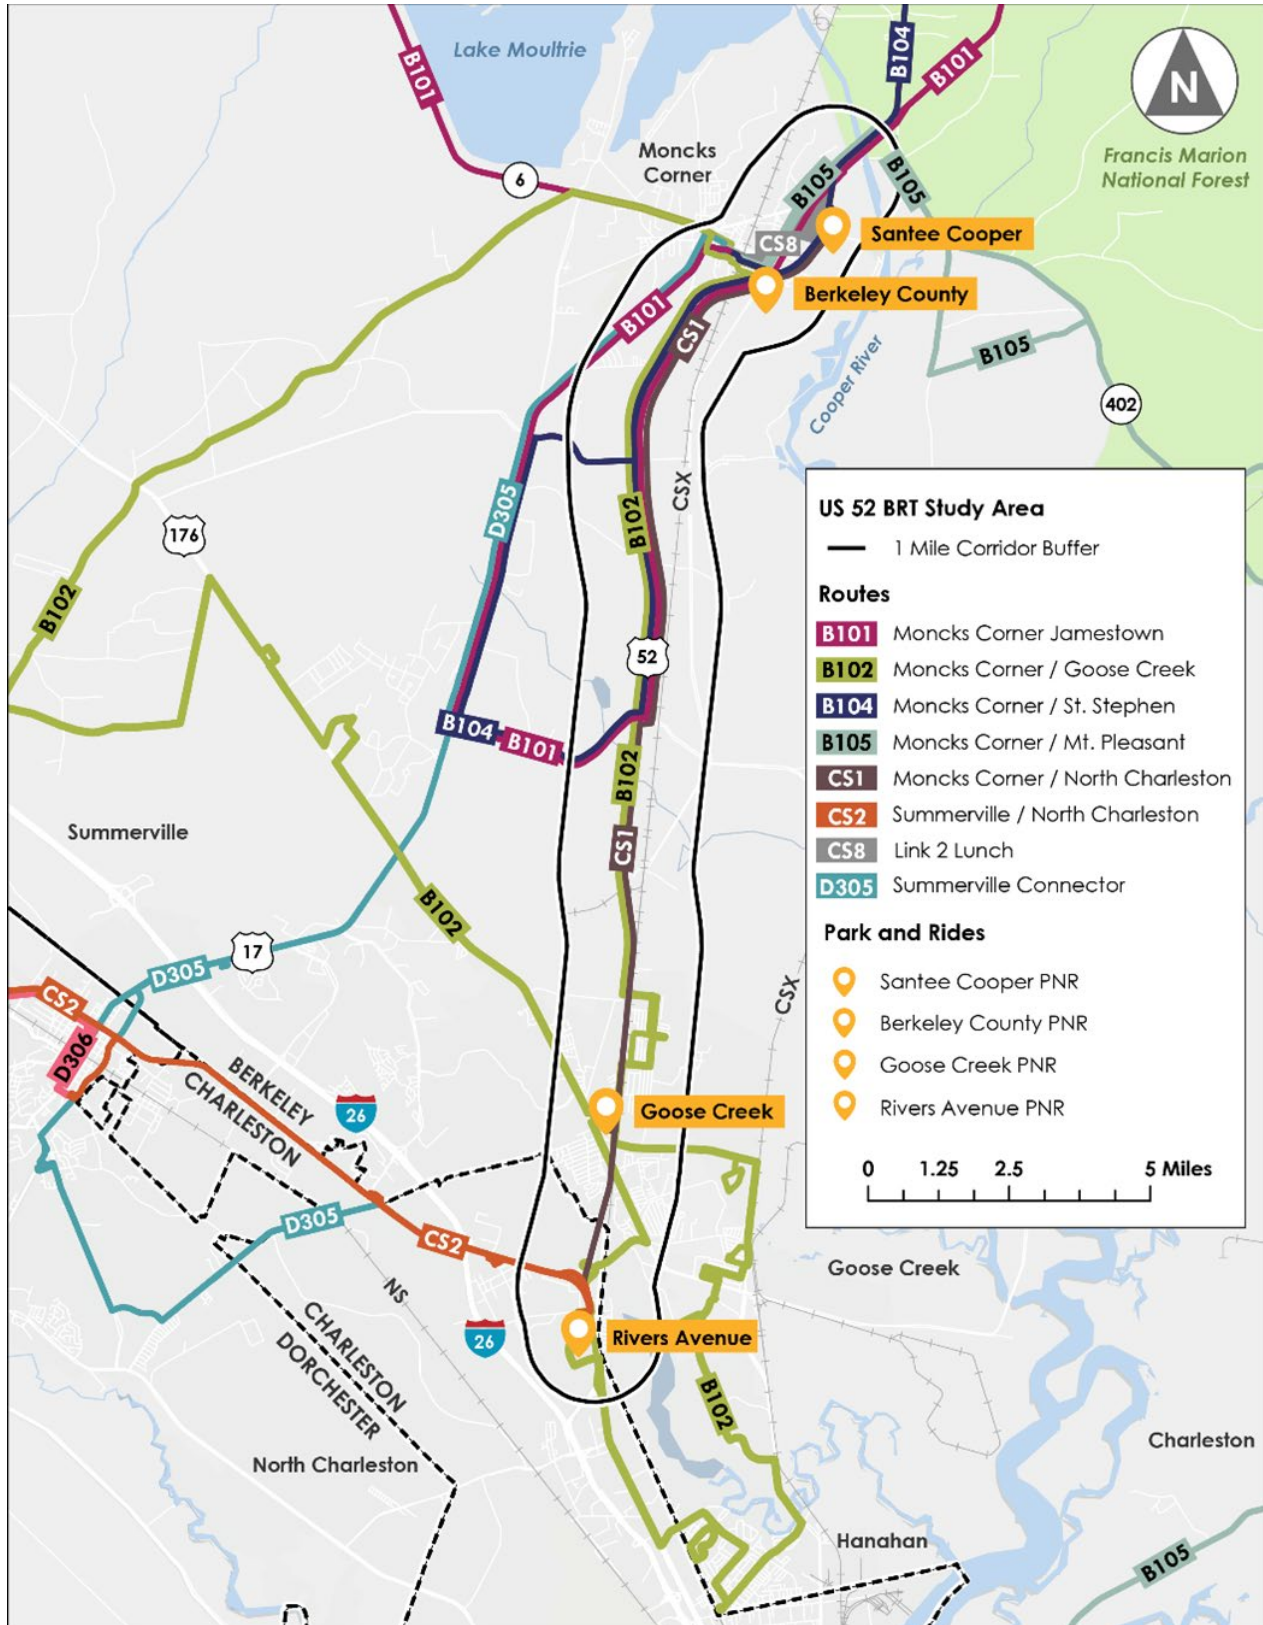 Lake Moultrie
B101
B104
B101
N
Francis Marion
National Forest
Moncks
Corner
6
B105
B105
CS8
Santee Cooper
Berkeley County
B101
CS1
B105
Cooper River
402
CSX
D305
B102
176
B102
52
B104
B101
B102
CS1
Summerville
B102
17
D305
CS2
D306
BERKELEY
CHARLESTON
26
CSX
Goose Creek
D305
CS2
NS
26
CHARLESTON
DORCHESTER
Rivers Avenue
Goose Creek
B102
North Charleston
Charleston
Hanahan
B105
US 52 BRT Study Area
1 Mile Corridor Buffer
Routes
B101 Moncks Corner Jamestown
B102 Moncks Corner / Goose Creek
B104 Moncks Corner / St. Stephen
B105 Moncks Corner / Mt. Pleasant
CS1 Moncks Corner / North Charleston
CS2 Summerville / North Charleston
CS8 Link 2 Lunch
D305 Summerville Connector
Park and Rides
Santee Cooper PNR
Berkeley County PNR
Goose Creek PNR
Rivers Avenue PNR
0 1.25 2.5 5 Miles